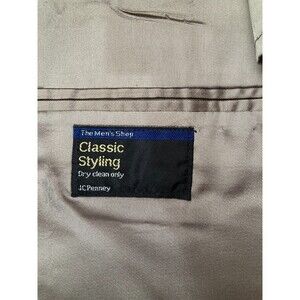 The Men's Shop
Classic
Styling
Dry clean only
JCPenney